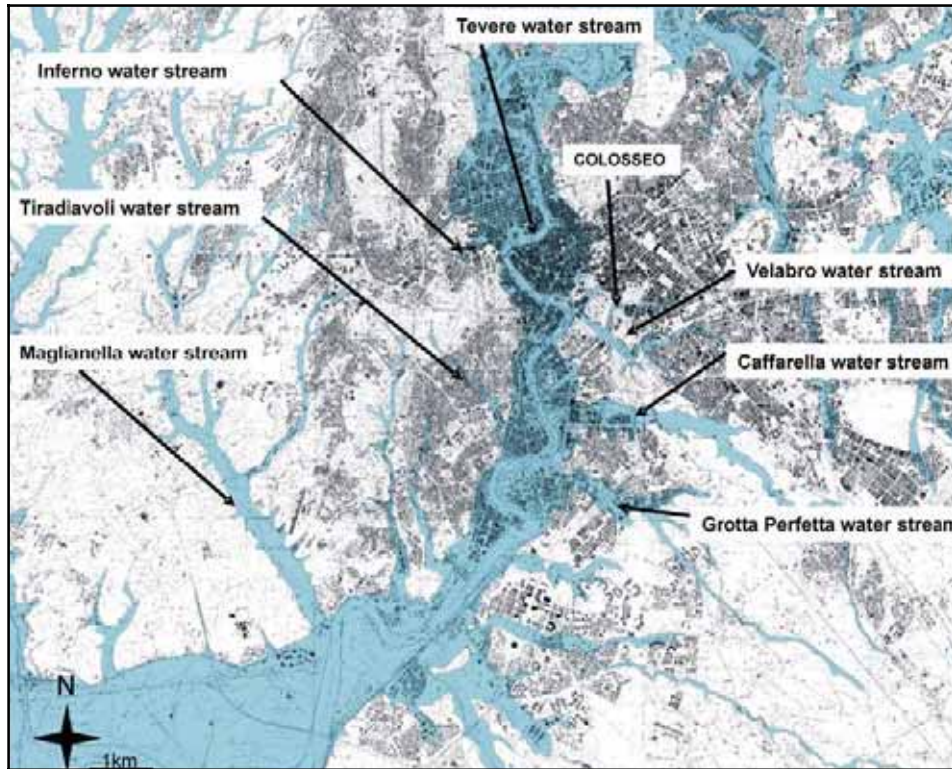 Tevere water stream
Inferno water stream
COLOSSEO
Tiradiavoli water stream
Velabro water stream
Maglianella water stream
Caffarella water stream
Grotta Perfetta water stream
N
1km